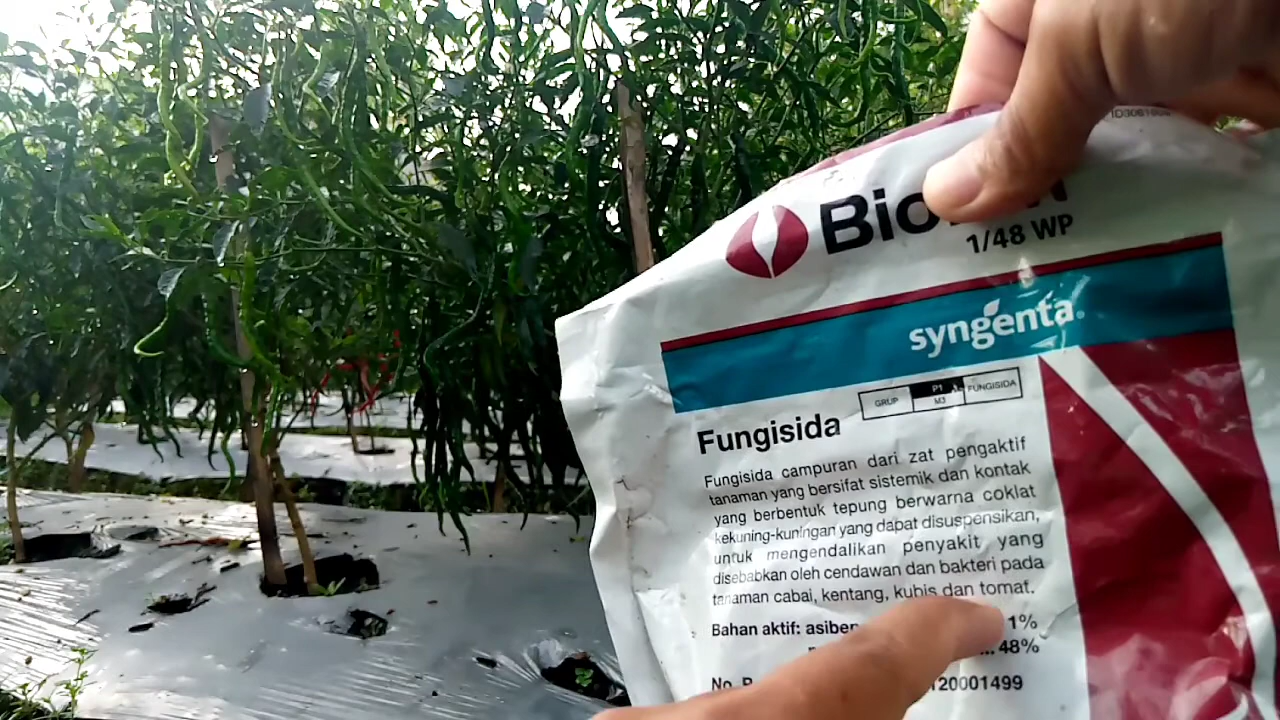 1/48 WP
syngenta
GRUP P1 M3 FUNGISIDA
Fungisida
Fungisida campuran dari zat pengaktif
tanaman yang bersifat sistemik dan kontak
yang berbentuk tepung berwarna coklat
kekuning-kuningan yang dapat disuspensikan,
untuk mengendalikan penyakit yang
disebabkan oleh cendawan dan bakteri pada
tanaman cabai, kentang, kubis dan tomat.
Bahan aktif: 1%
48%
120001499